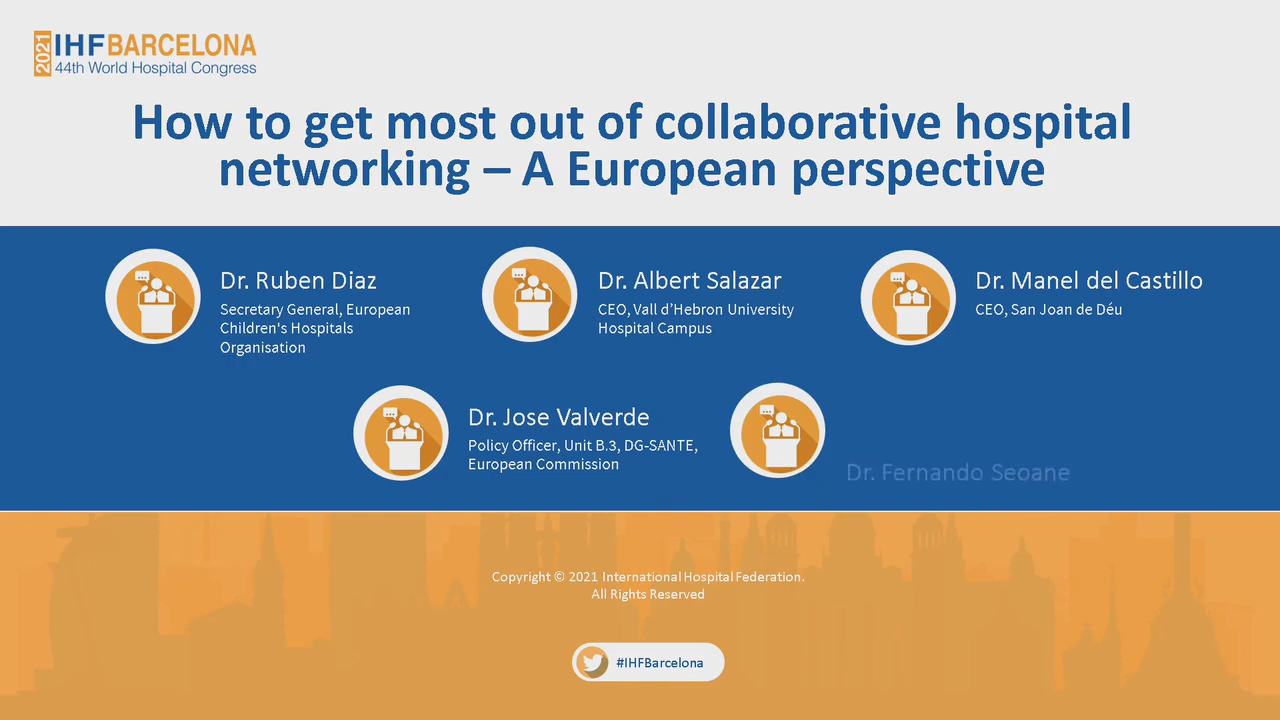 2021
IHFBARCELONA
44th World Hospital Congress
How to get most out of collaborative hospital
networking – A European perspective
Dr. Ruben Diaz
Secretary General, European
Children's Hospitals
Organisation
Dr. Albert Salazar
CEO, Vall d’Hebron University
Hospital Campus
Dr. Manel del Castillo
CEO, San Joan de Déu
Dr. Jose Valverde
Policy Officer, Unit B.3, DG-SANTE,
European Commission
Dr. Fernando Seoane
Copyright © 2021 International Hospital Federation.
All Rights Reserved
#IHFBarcelona